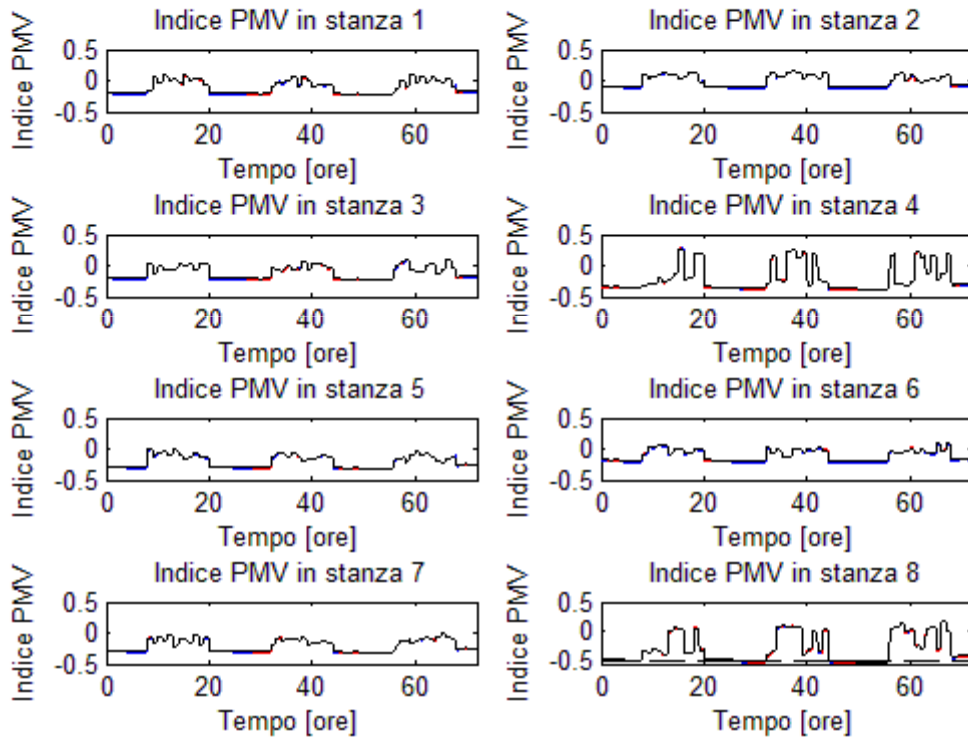 Indice PMV in stanza 1
Indice PMV
0.5
0
-0.5
0
20
40
60
Tempo [ore]
Indice PMV in stanza 2
Indice PMV
0.5
0
-0.5
0
20
40
60
Tempo [ore]
Indice PMV in stanza 3
Indice PMV
0.5
0
-0.5
0
20
40
60
Tempo [ore]
Indice PMV in stanza 4
Indice PMV
0.5
0
-0.5
0
20
40
60
Tempo [ore]
Indice PMV in stanza 5
Indice PMV
0.5
0
-0.5
0
20
40
60
Tempo [ore]
Indice PMV in stanza 6
Indice PMV
0.5
0
-0.5
0
20
40
60
Tempo [ore]
Indice PMV in stanza 7
Indice PMV
0.5
0
-0.5
0
20
40
60
Tempo [ore]
Indice PMV in stanza 8
Indice PMV
0.5
0
-0.5
0
20
40
60
Tempo [ore]